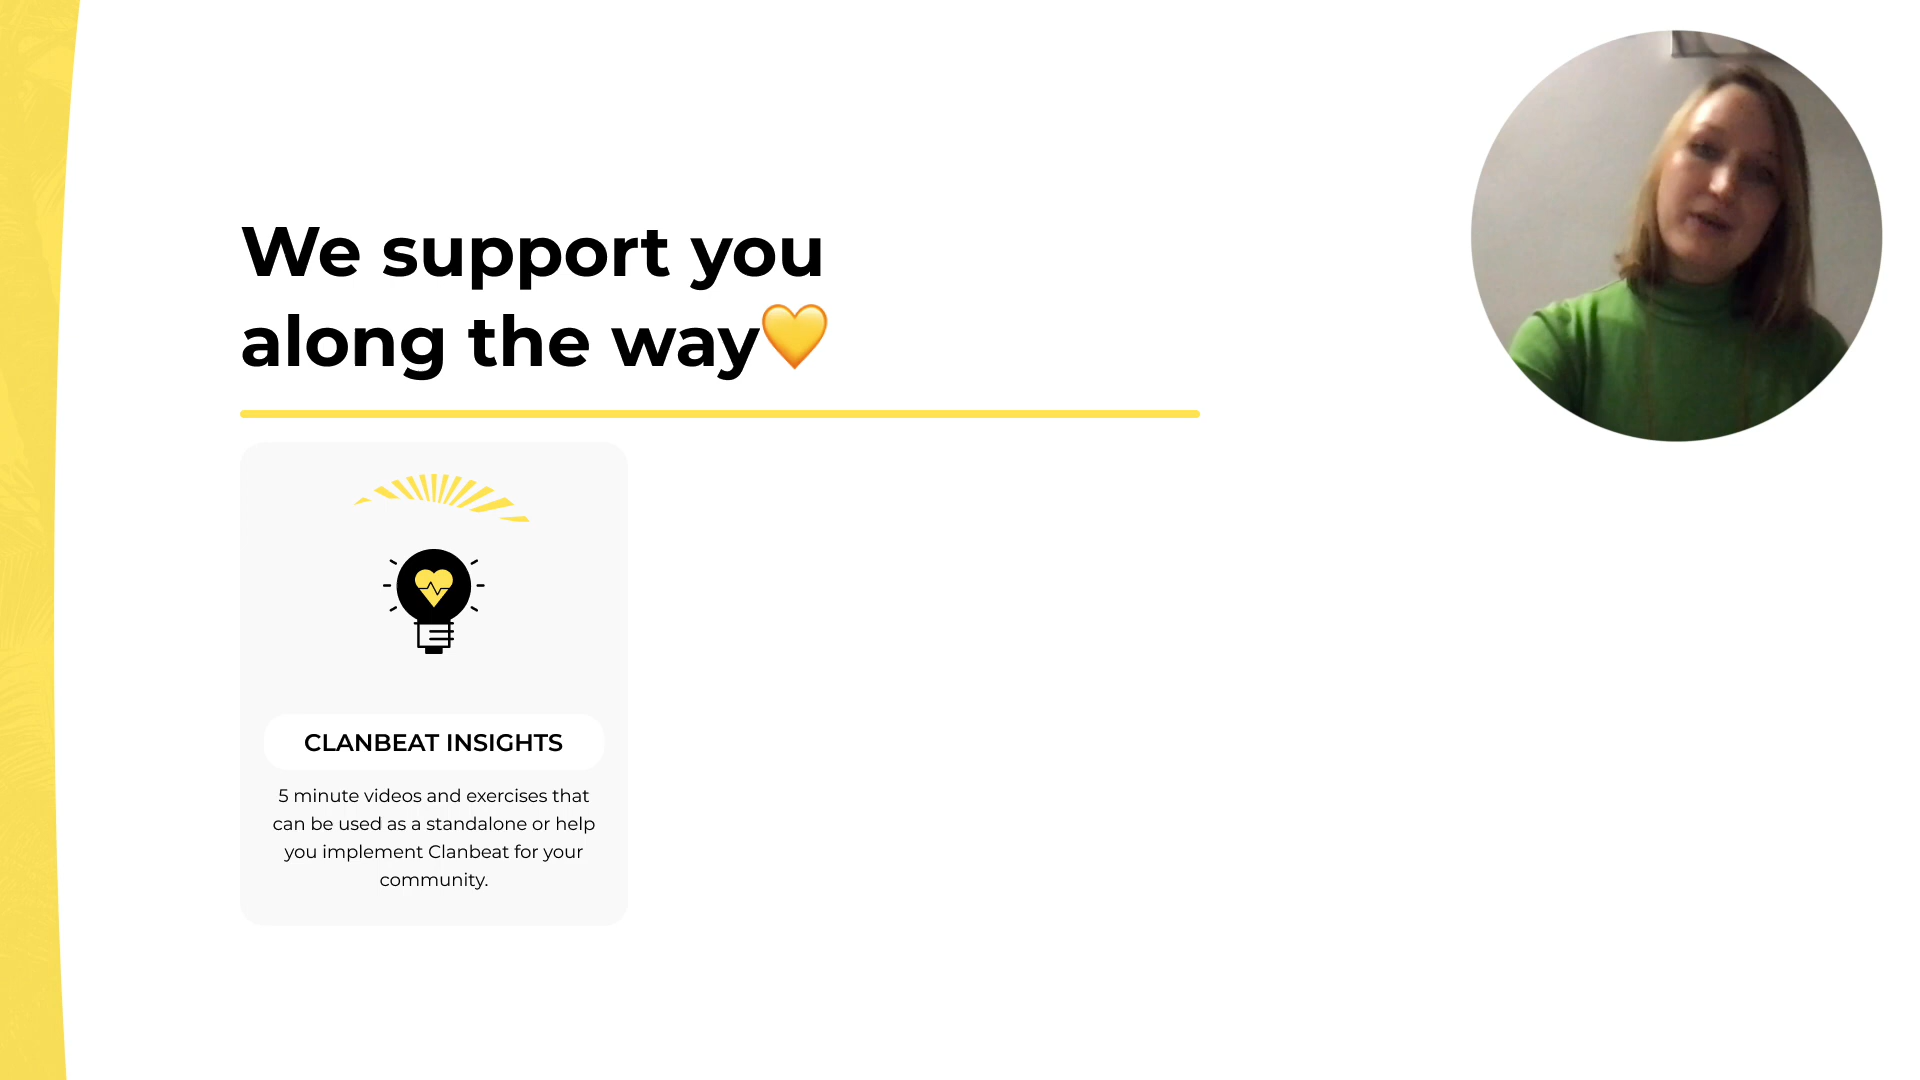 We support you
along the way💛
CLANBEAT INSIGHTS
5 minute videos and exercises that
can be used as a standalone or help
you implement Clanbeat for your
community.